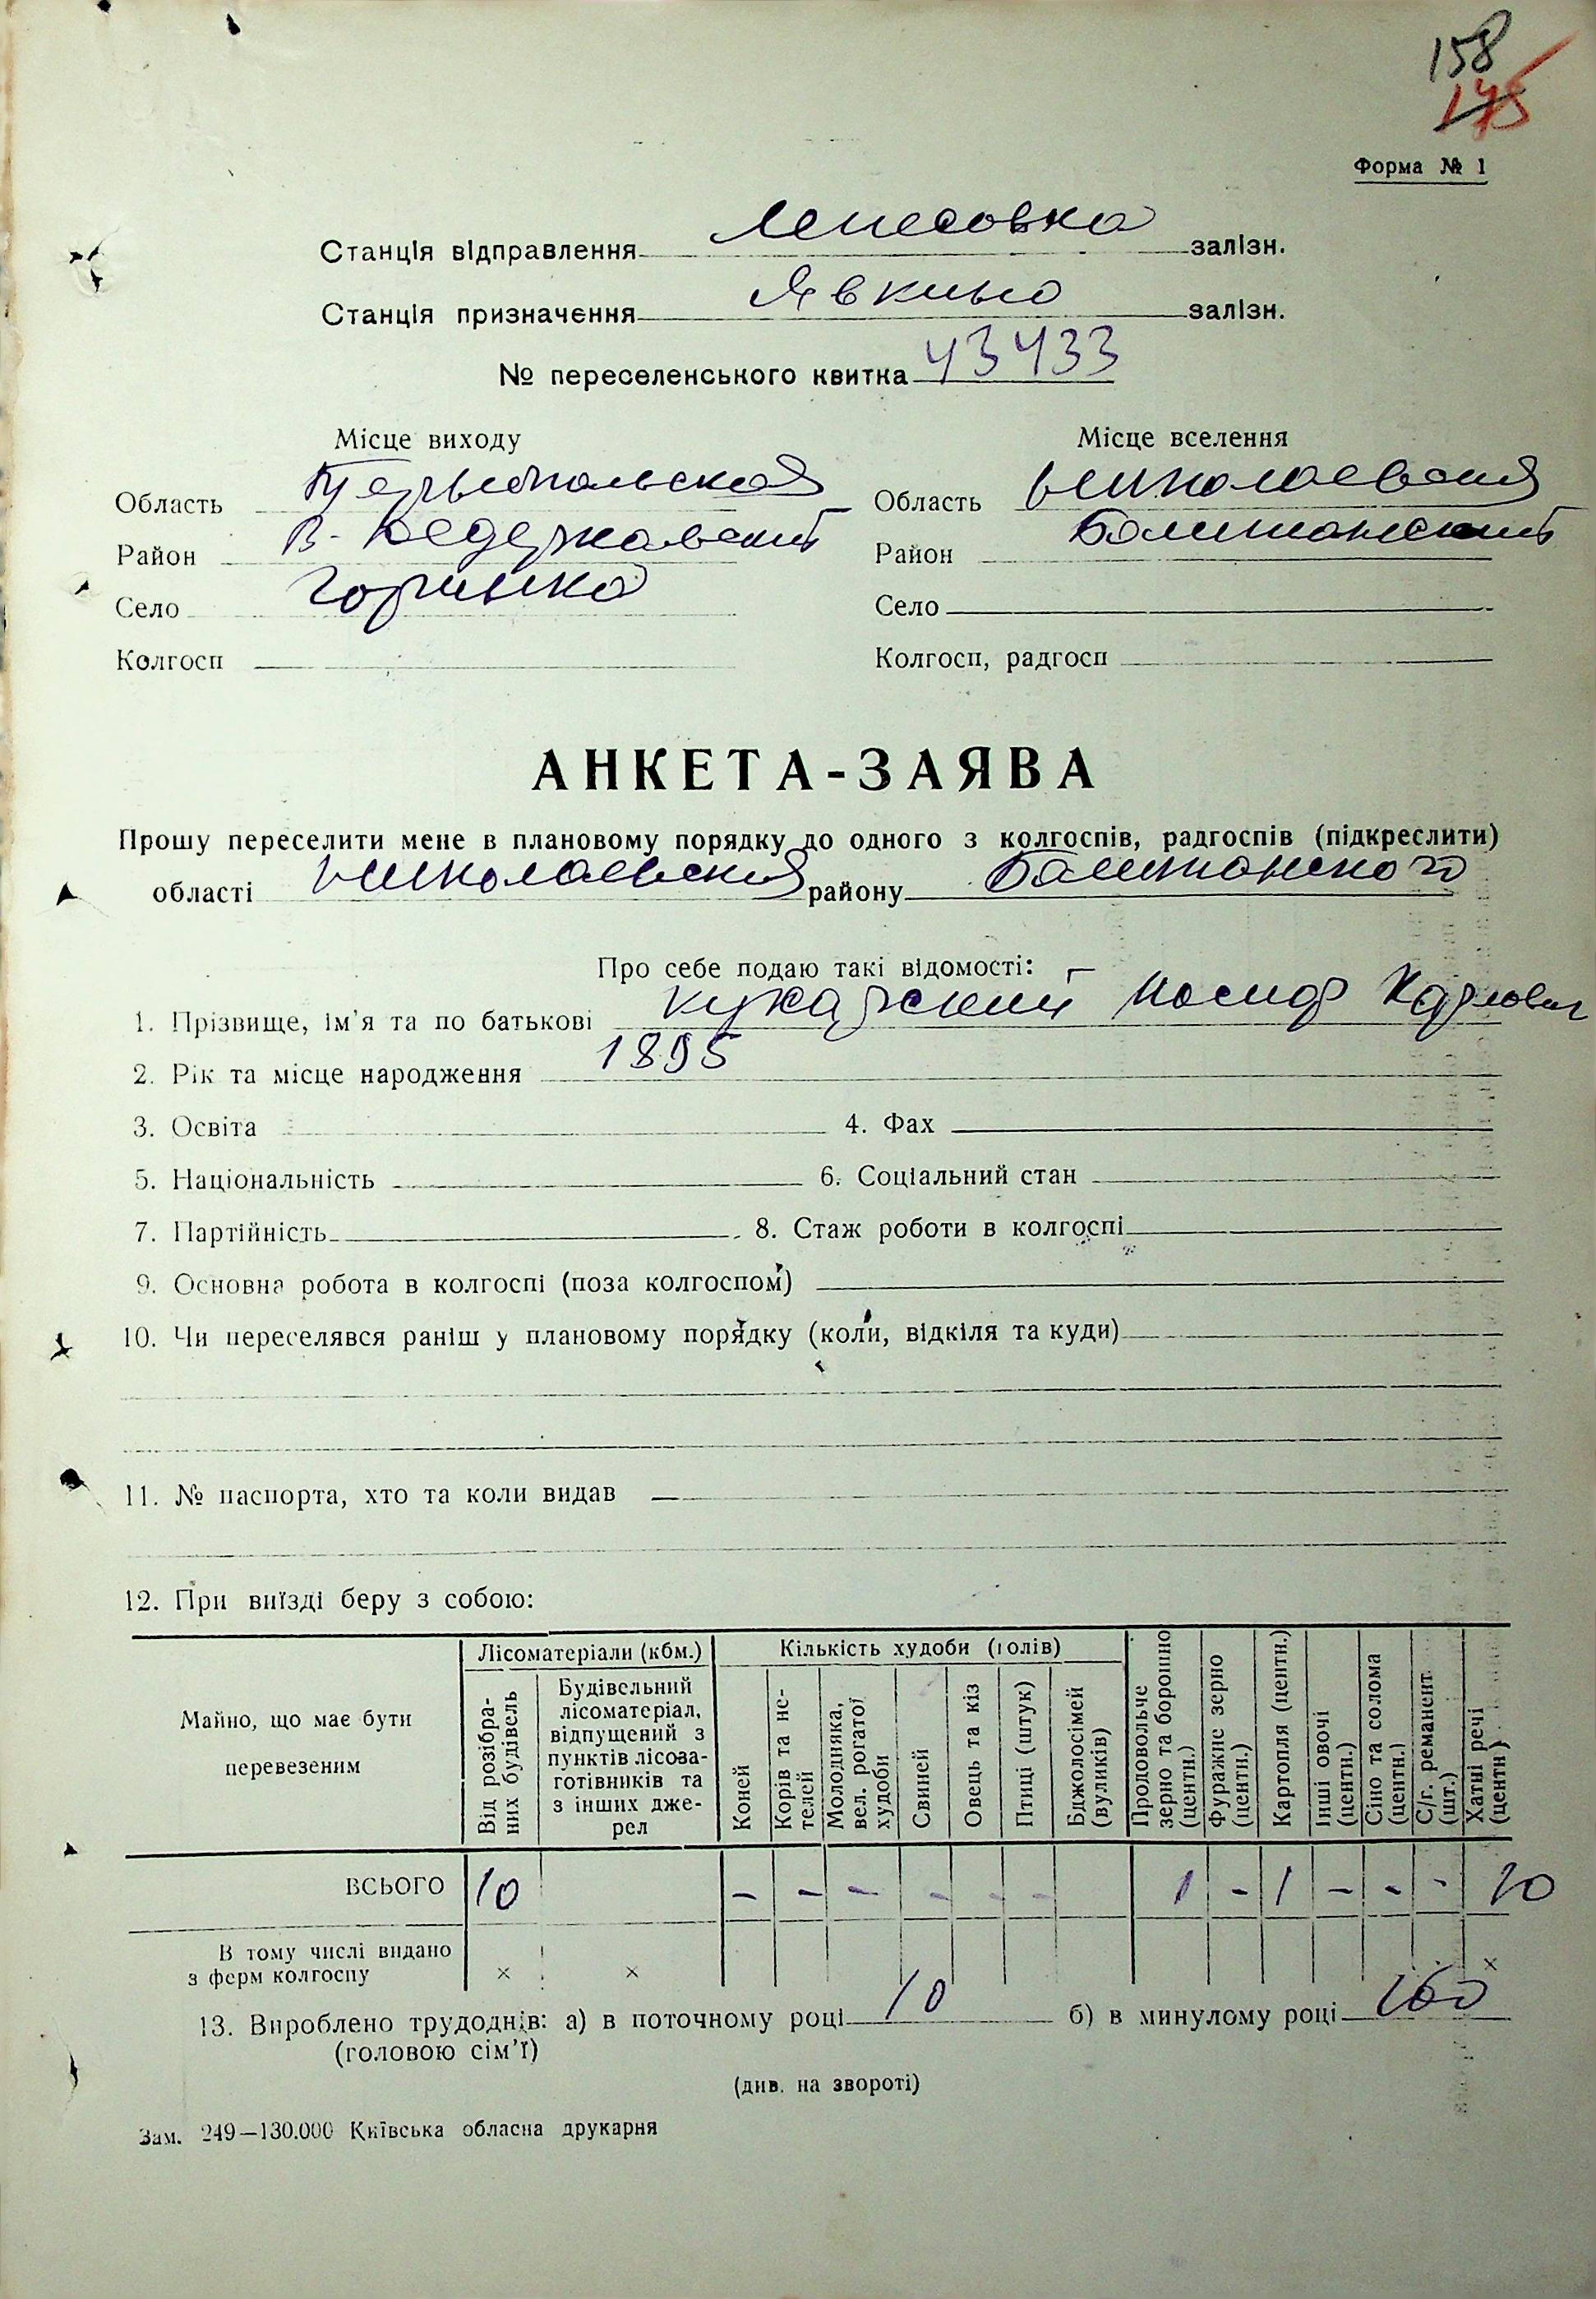 158
175
Форма № 1
Станція відправлення Лепесовка залізн.
Станція призначення Явкино залізн.
№ переселенського квитка 43433
Місце виходу
Місце вселення
Область Тернопольская
Область Николаевская
Район В-Дедеркальский
Район Баштанский
Село Горинка
Село
Колгосп
Колгосп, радгосп
АНКЕТА-ЗАЯВА
Прошу переселити мене в плановому порядку до одного з колгоспів, радгоспів (підкреслити)
області Николаевския району Баштанского
Про себе подаю такі відомості:
1. Прізвище, ім'я та по батькові Кухарский Иосиф Карлович
2. Рік та місце народження 1895
3. Освіта 4. Фах
5. Національність 6. Соціальний стан
7. Партійність 8. Стаж роботи в колгоспі
9. Основна робота в колгоспі (поза колгоспом)
10. Чи переселявся раніш у плановому порядку (коли, відкіля та куди)
11. № паспорта, хто та коли видав
12. При виїзді беру з собою:
Майно, що має бути перевезеним
Лісоматеріали (кбм.)
Від розібраних будівель
Будівельний лісоматеріал, відпущений з пунктів лісозаготівників та з інших джерел
Кількість худоби (голів)
Коней
Корів та нетелей
Молодняка, вел. рогатої худоби
Свиней
Овець та кіз
Птиці (штук)
Бджолосімей (вуликів)
Продовольче зерно та борошно (центн.)
Фуражне зерно (центн.)
Картопля (центн.)
Інші овочі (центн.)
Сіно та солома (центн.)
С/г. реманент (шт.)
Хатні речі (центн)
ВСЬОГО 10 - - - - - - 1 - 1 - - - 10
В тому числі видано
з ферм колгоспу × × ×
13. Вироблено трудоднів: а) в поточному році 10 б) в минулому році 160
(головою сім'ї)
(див. на звороті)
Зам. 249—130.000 Київська обласна друкарня